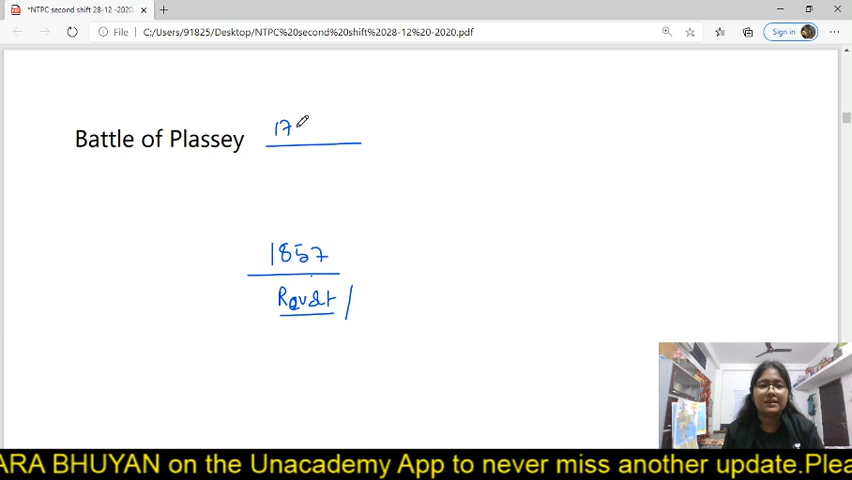 *NTPC second shift 28-12 -2020.
File
C:/Users/91825/Desktop/NTPC%20second%20shift%2028-12%20-2020.pdf
Sign in
Battle of Plassey 17
1857
Revolt /
ARA BHUYAN on the Unacademy App to never miss another update.Plea